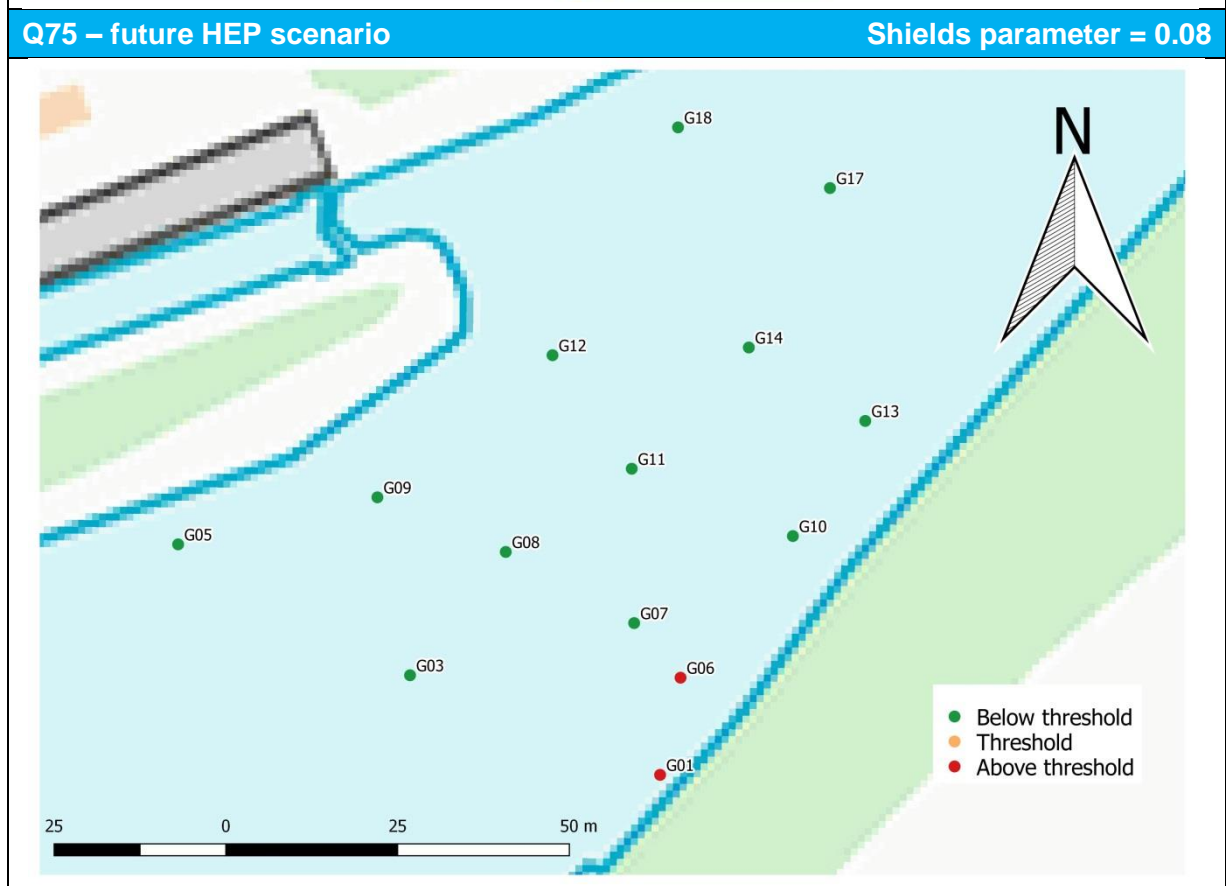 Q75 – future HEP scenario Shields parameter = 0.08
G18
N
G17
G12
G14
G13
G11
G09
G05
G08
G10
G07
G03
G06
Below threshold
Threshold
G01
Above threshold
25 0 25 50 m